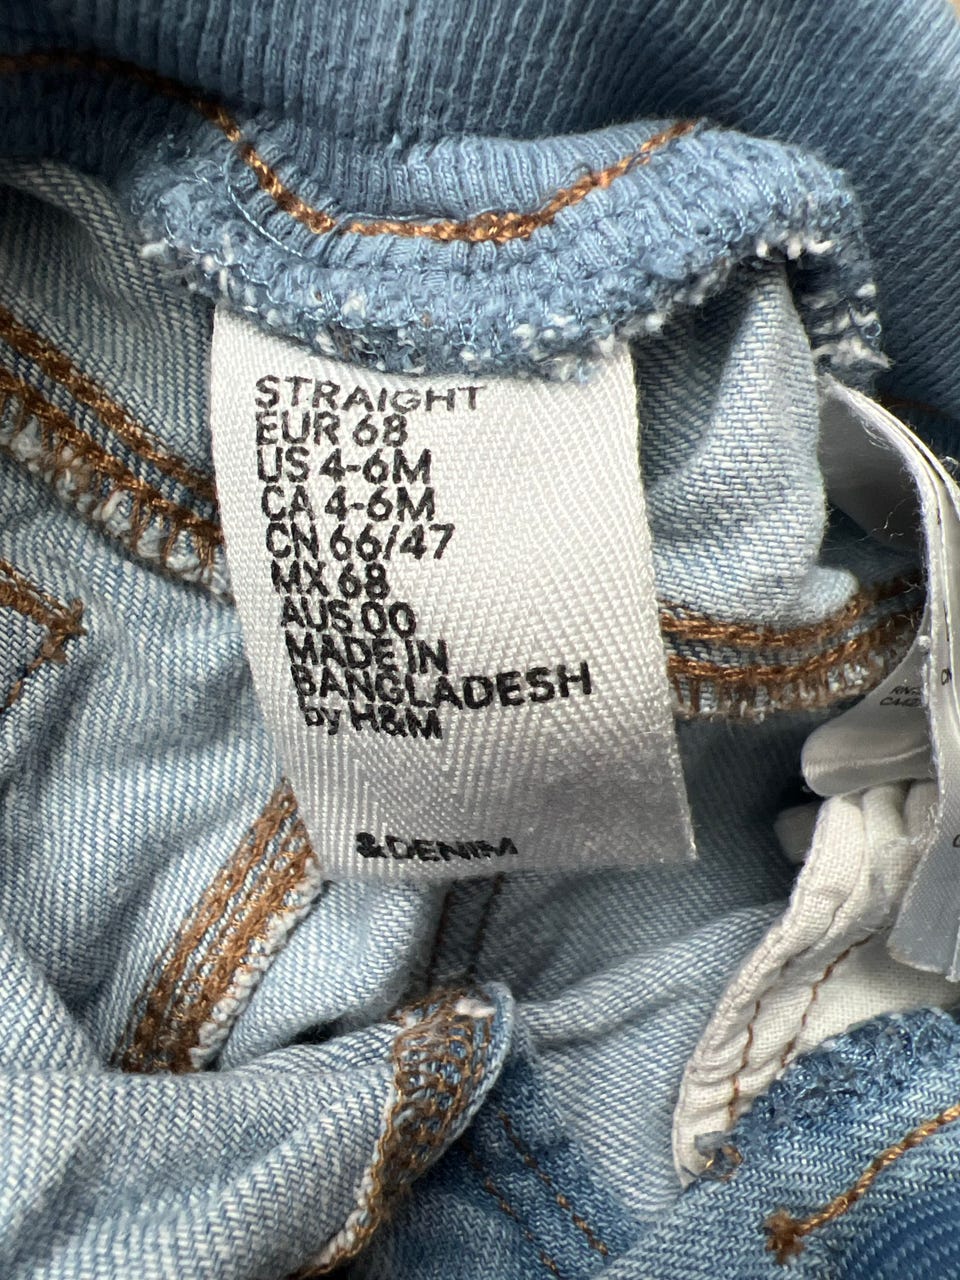 STRAIGHT
EUR 68
US 4-6M
CA 4-6M
CN 66/47
MX 68
AUS 00
MADE IN
BANGLADESH
by H&M
&DENIM